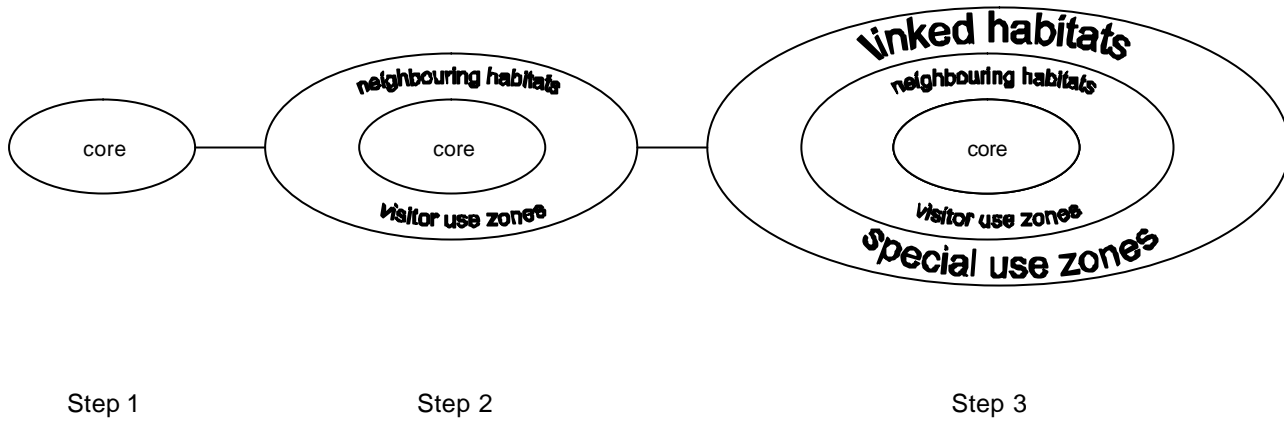 core
neighbouring habitats
core
visitor use zones
linked habitats
neighbouring habitats
core
visitor use zones
special use zones
Step 1
Step 2
Step 3